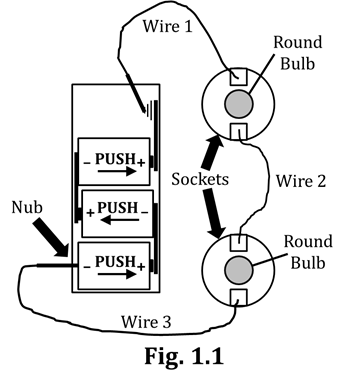 Wire 1
Round
Bulb
- PUSH +
Sockets
Wire 2
+ PUSH -
Nub
Round
Bulb
- PUSH +
Wire 3
Fig. 1.1